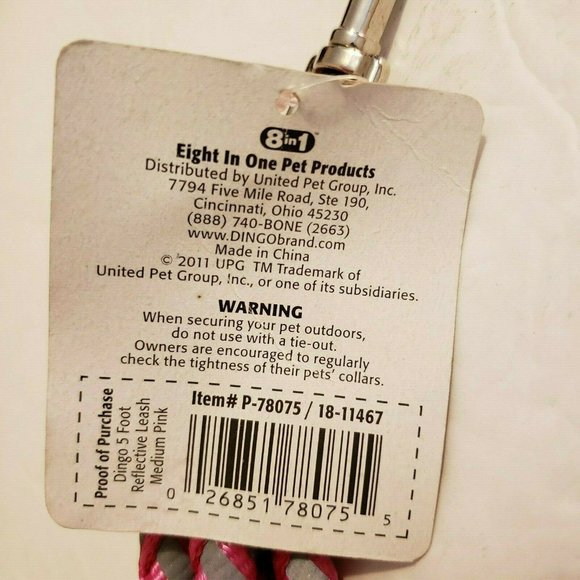 8in1™
Eight In One Pet Products
Distributed by United Pet Group, Inc.
7794 Five Mile Road, Ste 190,
Cincinnati, Ohio 45230
(888) 740-BONE (2663)
www.DINGObrand.com
Made in China
© 2011 UPG TM Trademark of
United Pet Group, Inc., or one of its subsidiaries.
WARNING
When securing your pet outdoors,
do not use with a tie-out.
Owners are encouraged to regularly
check the tightness of their pets' collars.
Proof of Purchase
Dingo 5 Foot
Reflective Leash
Medium Pink
Item# P-78075 / 18-11467
0 26851 78075 5